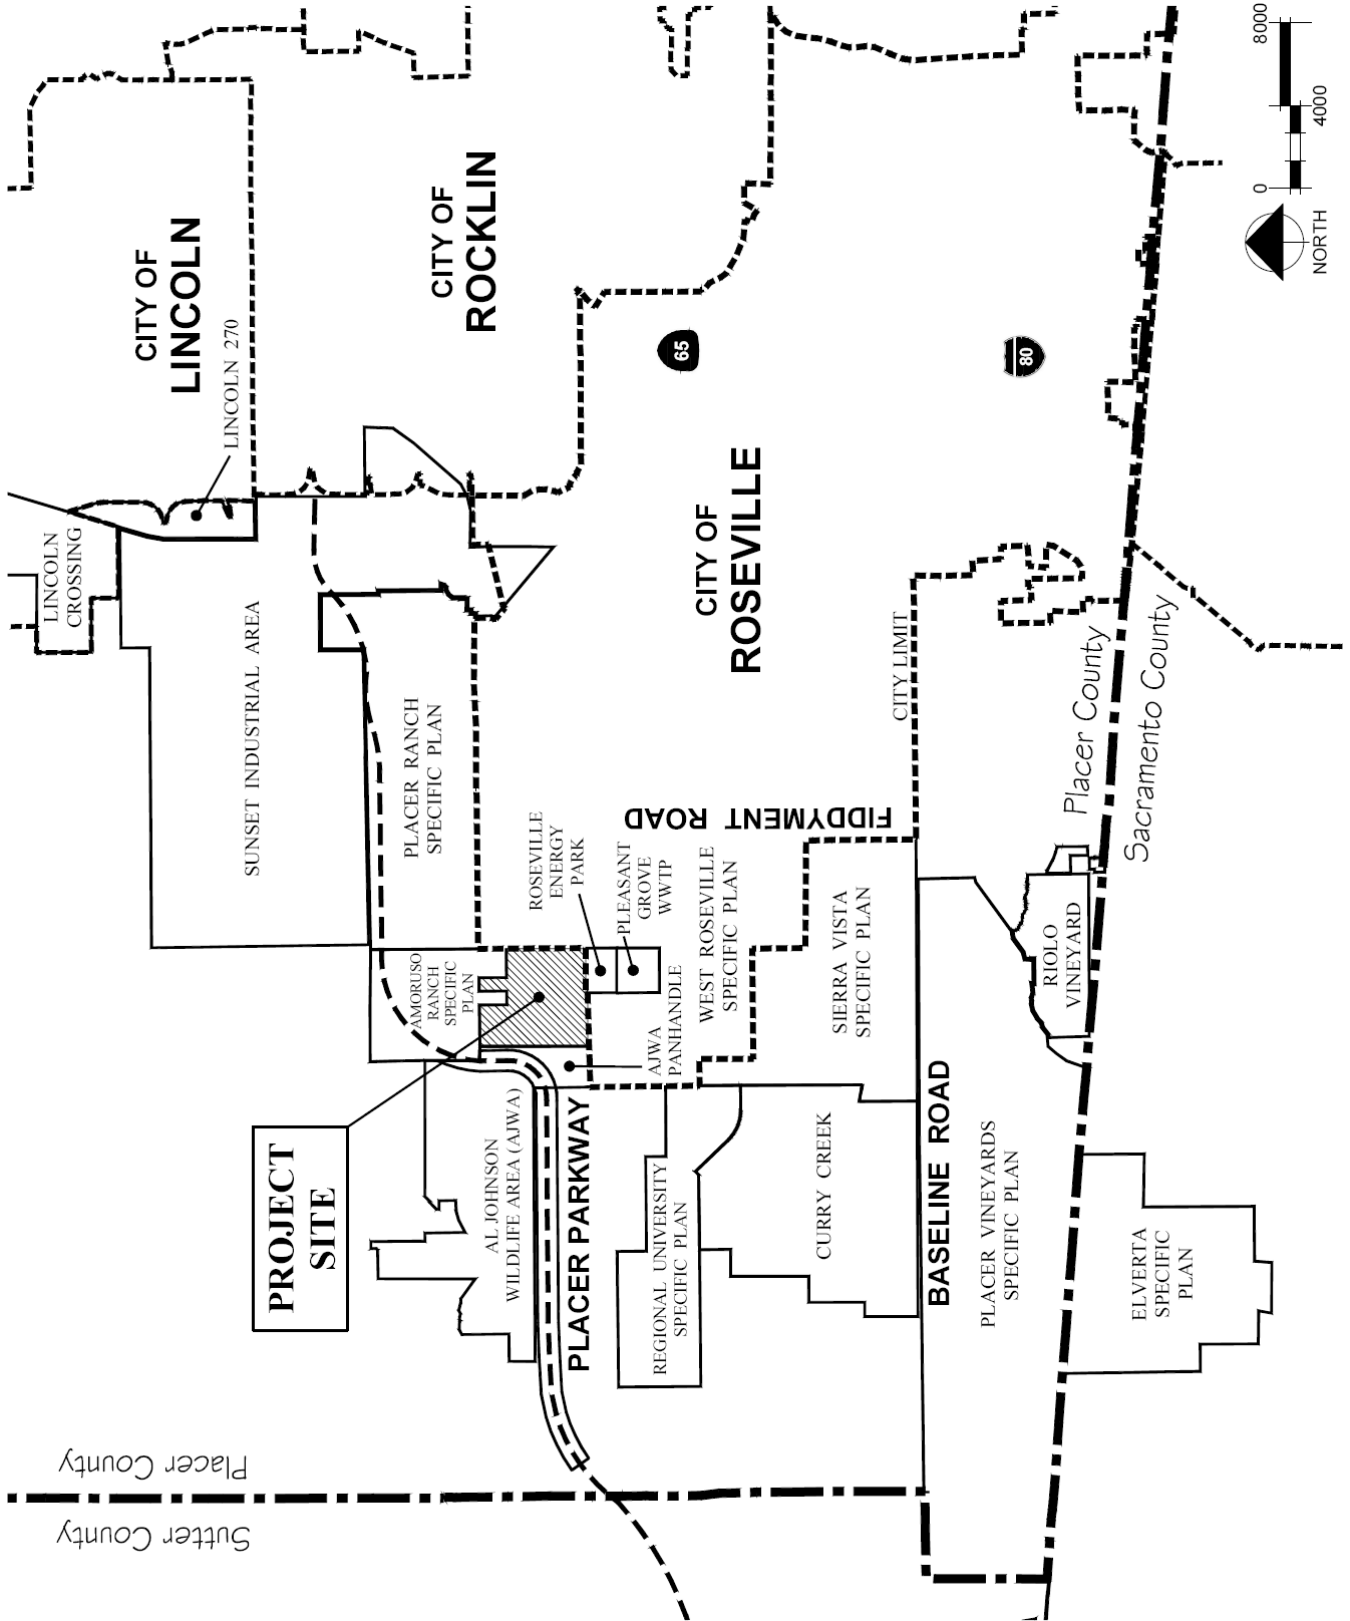 CITY OF
LINCOLN
LINCOLN 270
CITY OF
ROCKLIN
LINCOLN
CROSSING
SUNSET INDUSTRIAL AREA
65
80
CITY OF
ROSEVILLE
PLACER RANCH
SPECIFIC PLAN
CITY LIMIT
FIDDYMENT ROAD
ROSEVILLE
ENERGY
PARK
PLEASANT
GROVE
WWTP
AMORUSO
RANCH
SPECIFIC
PLAN
AJWA
PANHANDLE
WEST ROSEVILLE
SPECIFIC PLAN
SIERRA VISTA
SPECIFIC PLAN
RIOLO
VINEYARD
PROJECT
SITE
AL JOHNSON
WILDLIFE AREA (AJWA)
PLACER PARKWAY
REGIONAL UNIVERSITY
SPECIFIC PLAN
CURRY CREEK
BASELINE ROAD
PLACER VINEYARDS
SPECIFIC PLAN
ELVERTA
SPECIFIC
PLAN
Placer County
Sacramento County
Placer County
Sutter County
NORTH
0
4000
8000